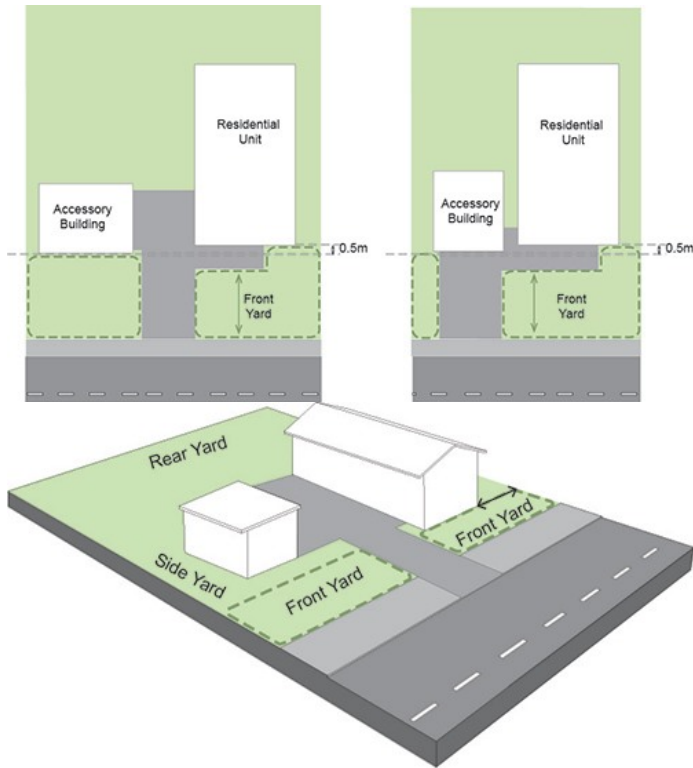 Residential
Unit
Accessory
Building
0.5m
Front
Yard
Residential
Unit
Accessory
Building
0.5m
Front
Yard
Rear Yard
Side Yard
Front Yard
Front Yard